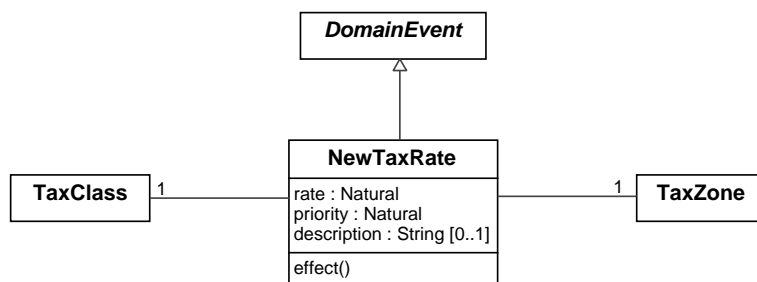 DomainEvent
NewTaxRate
rate : Natural
priority : Natural
description : String [0..1]
effect()
TaxClass
1
1
TaxZone